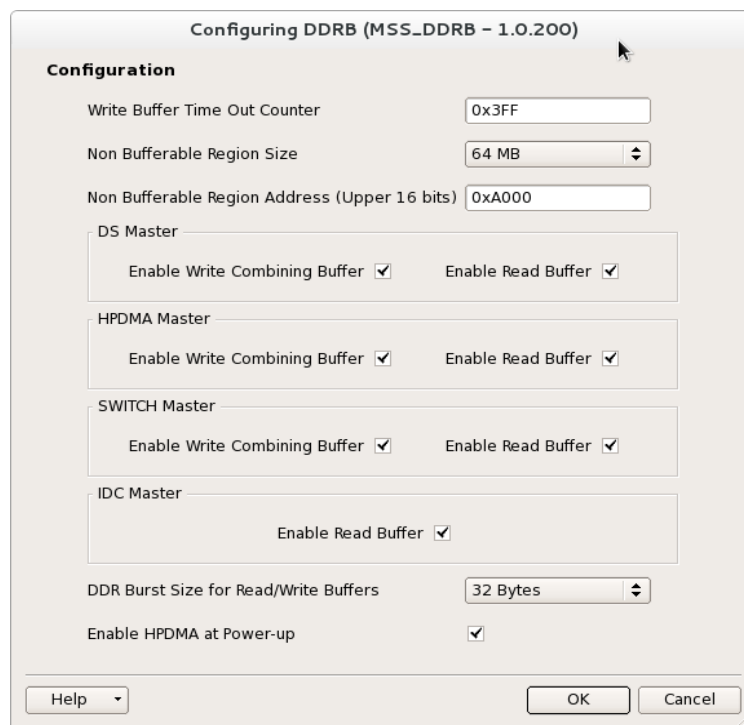 Configuring DDRB (MSS_DDRB - 1.0.200)
Configuration
Write Buffer Time Out Counter 0x3FF
Non Bufferable Region Size 64 MB
Non Bufferable Region Address (Upper 16 bits) 0xA000
DS Master
Enable Write Combining Buffer Enable Read Buffer
HPDMA Master
Enable Write Combining Buffer Enable Read Buffer
SWITCH Master
Enable Write Combining Buffer Enable Read Buffer
IDC Master
Enable Read Buffer
DDR Burst Size for Read/Write Buffers 32 Bytes
Enable HPDMA at Power-up
Help OK Cancel